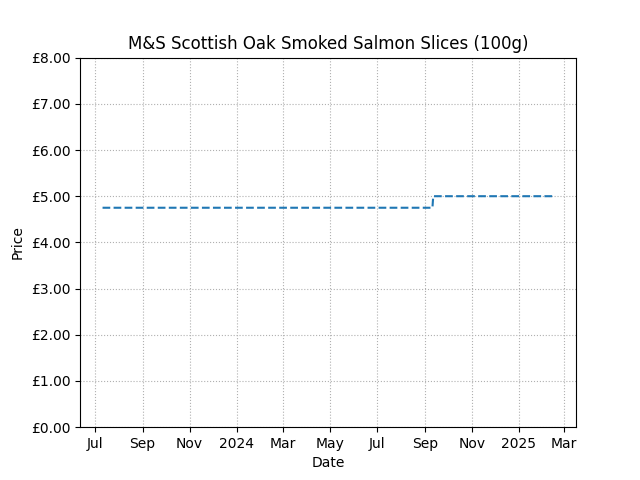 M&S Scottish Oak Smoked Salmon Slices (100g)
£8.00
£7.00
£6.00
£5.00
£4.00
£3.00
£2.00
£1.00
£0.00
Price
Jul Sep Nov 2024 Mar May Jul Sep Nov 2025 Mar
Date